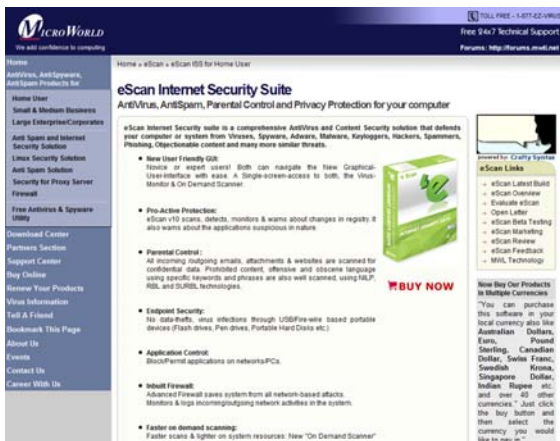 MICROWORLD
We add confidence to computing
TOLL FREE - 1-877-EZ-VIRUS
Free 24x7 Technical Support
Forums: http://forums.mwti.net
Home
AntiVirus, AntiSpyware,
AntiSpam Products for
Home User
Small & Medium Business
Large Enterprise/Corporates
Anti Spam and Internet
Security Solution
Linux Security Solution
Anti Spam Solution
Security for Proxy Server
Firewall
Free Antivirus & Spyware
Utility
Download Center
Partners Section
Support Center
Buy Online
Renew Your Products
Virus Information
Tell A Friend
Bookmark This Page
About Us
Events
Contact Us
Career With Us
Home » eScan » eScan ISS for Home User
eScan Internet Security Suite
AntiVirus, AntiSpam, Parental Control and Privacy Protection for your computer
eScan Internet Security suite is a comprehensive AntiVirus and Content Security solution that defends
your computer or system from Viruses, Spyware, Adware, Malware, Keyloggers, Hackers, Spammers,
Phishing, Objectionable content and many more similar threats.
New User Friendly GUI:
Novice or expert users! Both can navigate the New Graphical-
User-Interface with ease. A Single-screen-access to both, the Virus-
Monitor & On Demand Scanner.
Pro-Active Protection:
eScan v10 scans, detects, monitors & warns about changes in registry. It
also warns about the applications suspicious in nature.
Parental Control :
All incoming/outgoing emails, attachments & websites are scanned for
confidential data. Prohibited content, offensive and obscene language
using specific keywords and phrases are also well scanned, using NILP,
RBL and SURBL technologies.
Endpoint Security:
No data-thefts, virus infections through USB/Fire-wire based portable
devices (Flash drives, Pen drives, Portable Hard Disks etc.)
Application Control:
Block/Permit applications on networks/PCs.
Inbuilt Firewall:
Advanced Firewall saves system from all network-based attacks.
Monitors & logs incoming/outgoing network activities in the system.
Faster on demand scanning:
Faster scans & lighter on system resources: New "On Demand Scanner"
BUY NOW
powered by: Crafty Syntax
eScan Links
eScan Latest Build
eScan Overview
Evaluate eScan
Open Letter
eScan Beta Testing
eScan Marketing
eScan Review
eScan Feedback
MWL Technology
Now Buy Our Products
in Multiple Currencies
"You can purchase
this software in your
local currency also like
Australian Dollars,
Euro, Pound
Sterling, Canadian
Dollar, Swiss Franc,
Swedish Krona,
Singapore Dollar,
Indian Rupee etc.
and over 40 other
currencies." Just click
the buy button and
then select the
currency you would
like to pay in."